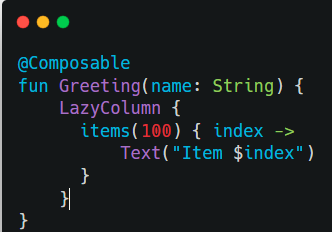 @Composable
fun Greeting(name: String) {
    LazyColumn {
      items(100) { index ->
          Text("Item $index")
      }
    }
}